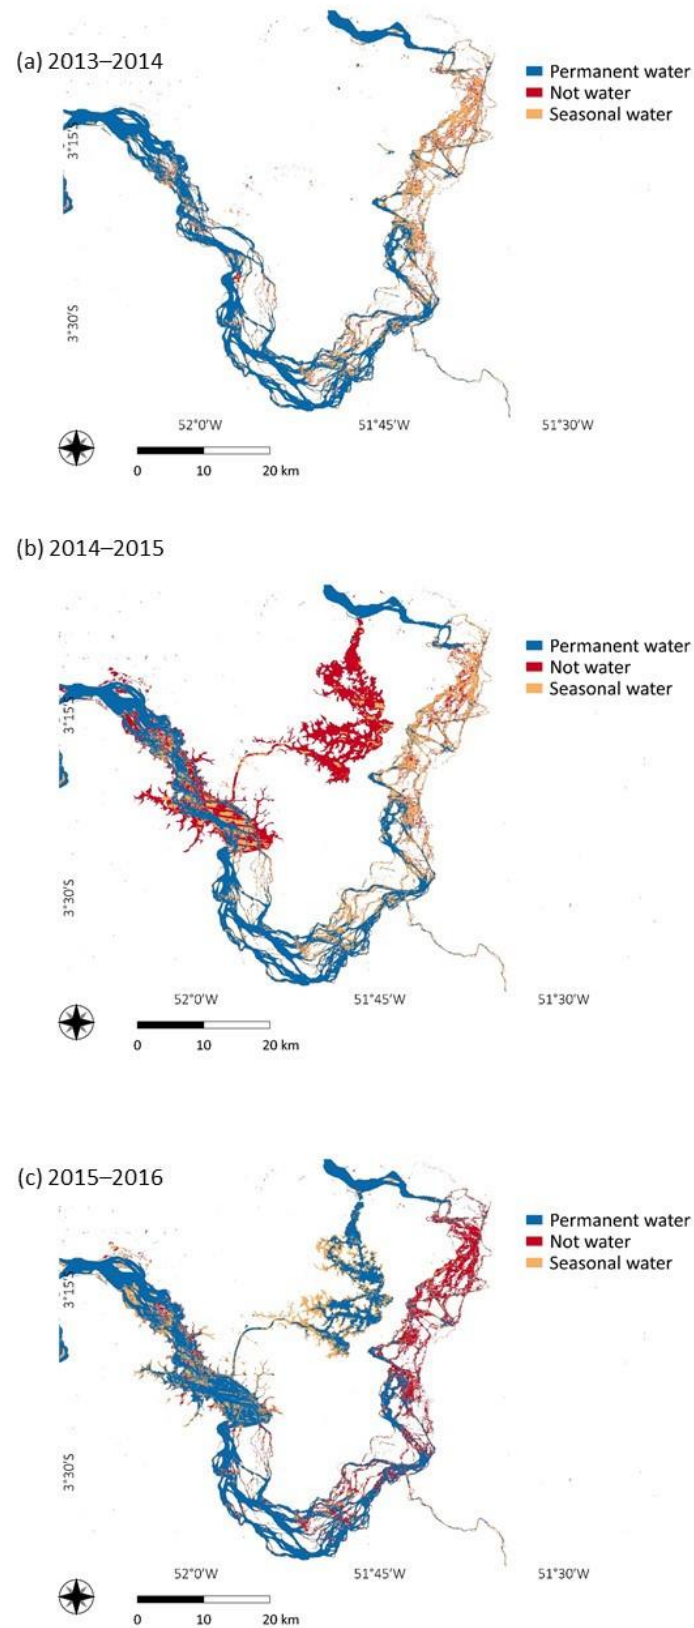 (a) 2013–2014
Permanent water
Not water
Seasonal water
3°15'S
3°30'S
52°0'W 51°45'W 51°30'W
0 10 20 km
(b) 2014–2015
Permanent water
Not water
Seasonal water
3°15'S
3°30'S
52°0'W 51°45'W 51°30'W
0 10 20 km
(c) 2015–2016
Permanent water
Not water
Seasonal water
3°15'S
3°30'S
52°0'W 51°45'W 51°30'W
0 10 20 km